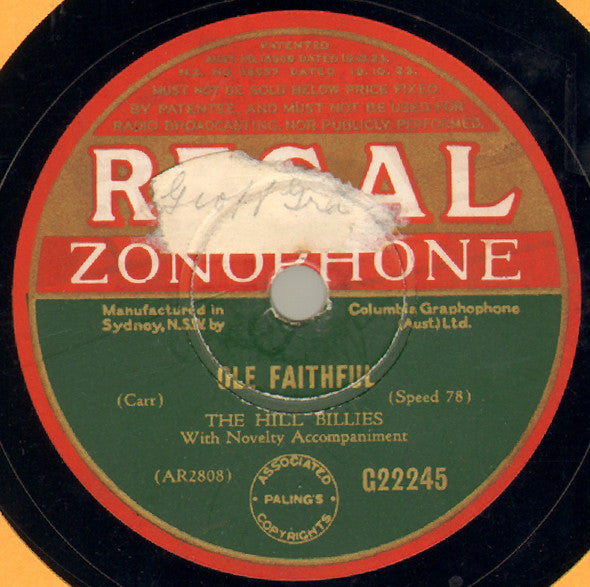 PATENTED
MUST NOT BE SOLD BELOW PRICE FIXED
BY PATENTEE, AND MUST NOT BE USED FOR
RADIO BROADCASTING, NOR PUBLICLY PERFORMED.
REGAL
Geoff Gra
ZONOPHONE
Manufactured in
Sydney, N.S.W. by
Columbia Graphophone
(Aust.) Ltd.
OLE FAITHFUL
(Carr)
(Speed 78)
THE HILL BILLIES
With Novelty Accompaniment
(AR2808)
ASSOCIATED
PALING'S
COPYRIGHTS
G22245